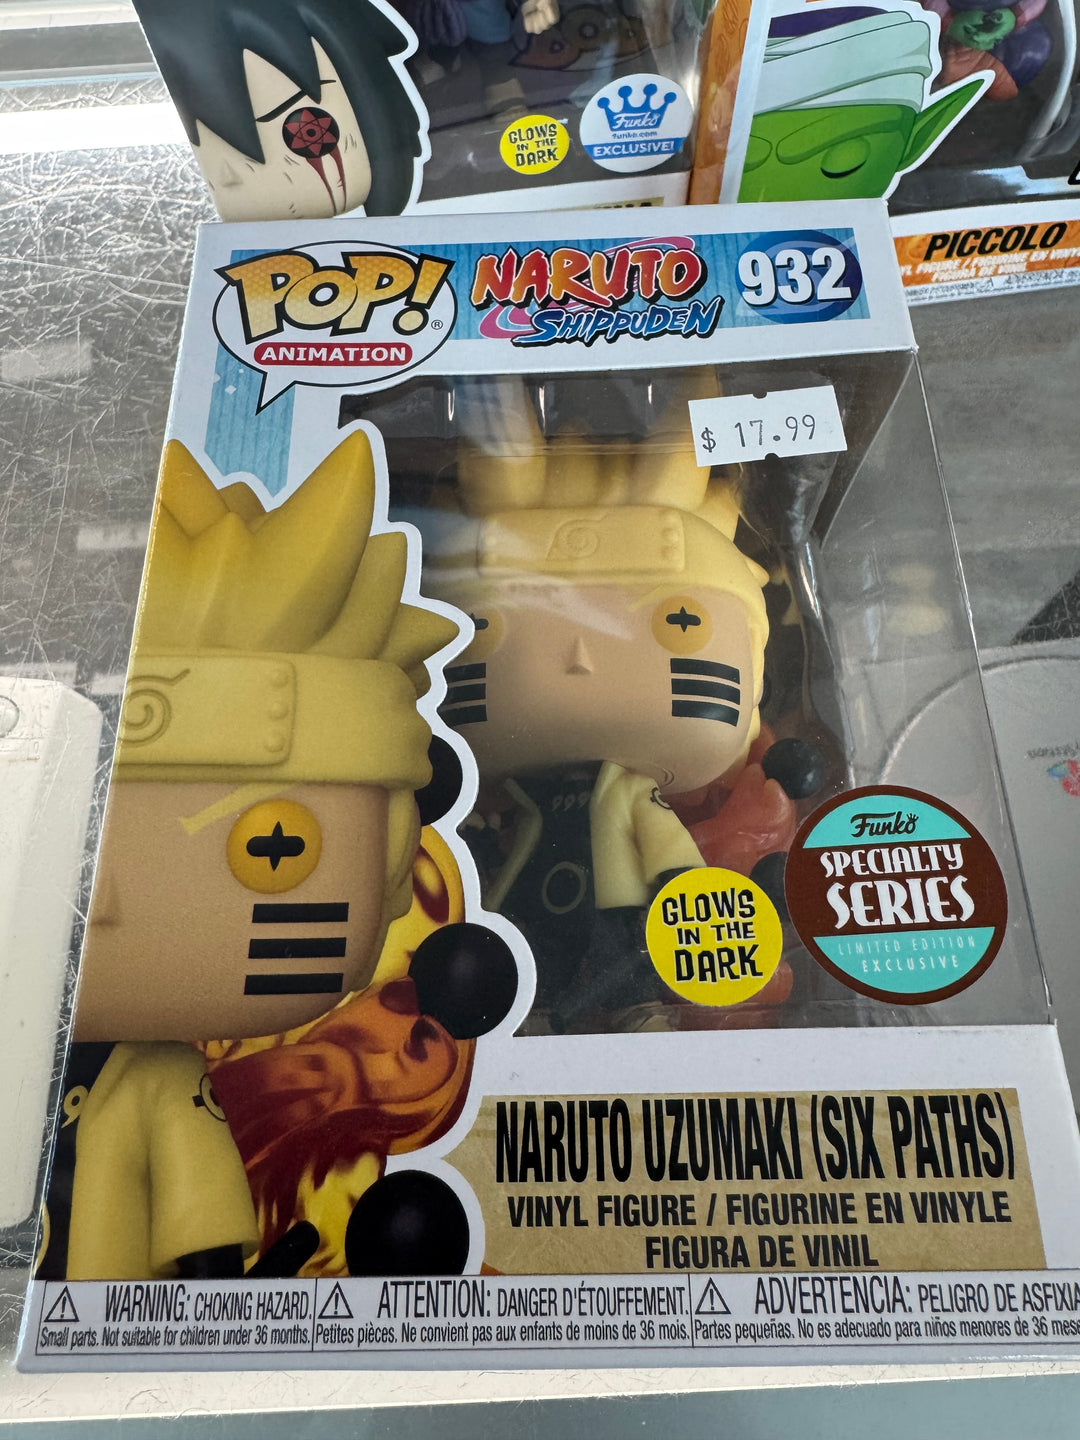 GLOWS
IN THE
DARK
Funko
funko.com
EXCLUSIVE!
PICCOLO
POP!®
ANIMATION
NARUTO
SHIPPUDEN
932
$ 17.99
Funko
SPECIALTY
SERIES
LIMITED EDITION
EXCLUSIVE
GLOWS
IN THE
DARK
NARUTO UZUMAKI (SIX PATHS)
VINYL FIGURE / FIGURINE EN VINYLE
FIGURA DE VINIL
WARNING: CHOKING HAZARD.
Small parts. Not suitable for children under 36 months.
ATTENTION: DANGER D'ÉTOUFFEMENT.
Petites pièces. Ne convient pas aux enfants de moins de 36 mois.
ADVERTENCIA: PELIGRO DE ASFIXIA
Partes pequeñas. No es adecuado para niños menores de 36 mese